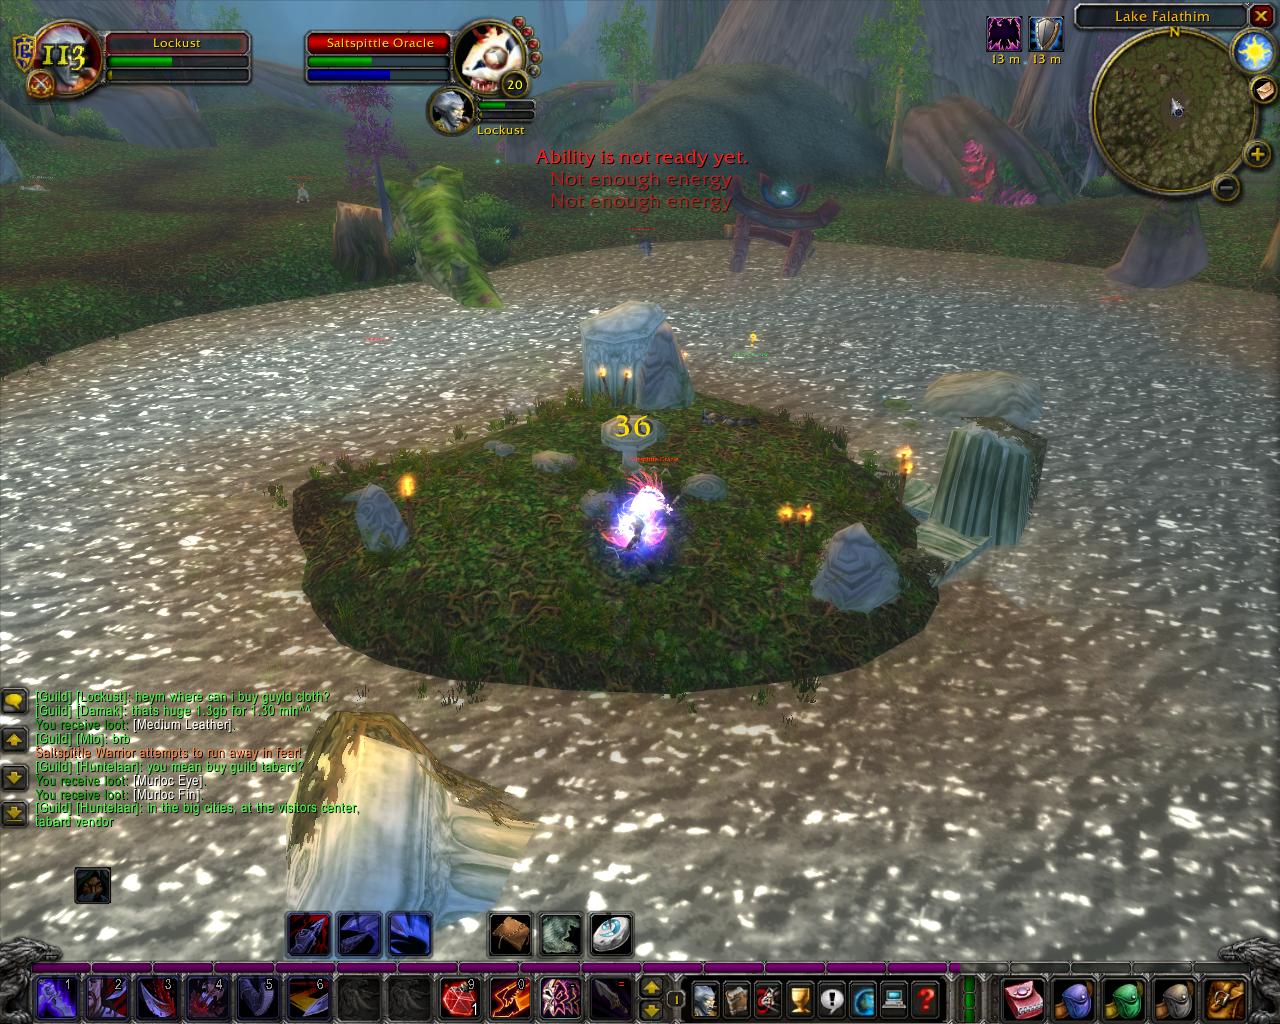 Lockust
113
Saltspittle Oracle
20
Lockust
13 m
13 m
Lake Falathim
N
Ability is not ready yet.
Not enough energy
Not enough energy
36
Saltspittle Oracle
[Guild] [Lockust]: heym where can i buy guyld cloth?
[Guild] [Damak]: thats huge 1.3gb for 1:30 min^^
You receive loot: [Medium Leather].
[Guild] [Mio]: brb
Saltspittle Warrior attempts to run away in fear!
[Guild] [Huntelaar]: you mean buy guild tabard?
You receive loot: [Murloc Eye].
You receive loot: [Murloc Fin].
[Guild] [Huntelaar]: in the big cities, at the visitors center,
tabard vendor
1 2 3 4 5 6 9 0 =
1
1